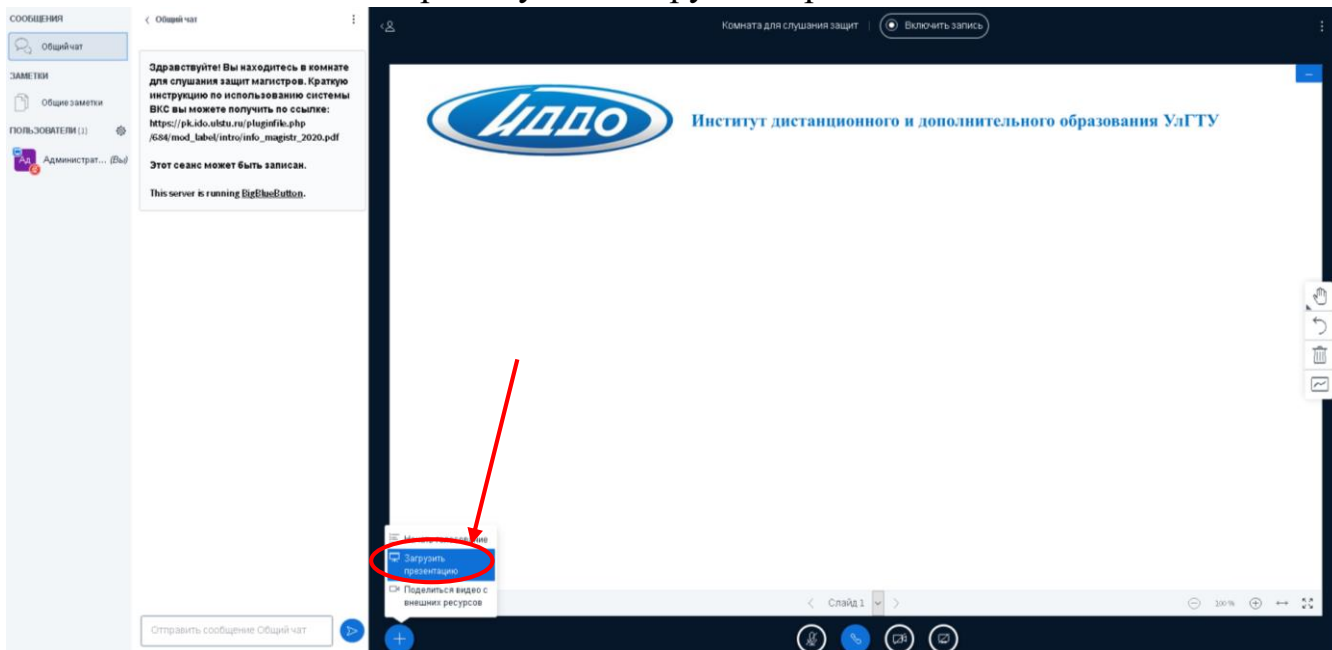 СООБЩЕНИЯ
Общий чат
ЗАМЕТКИ
Общие заметки
ПОЛЬЗОВАТЕЛИ (1)
Ад
Администрат... (Вы)
Общий чат
Здравствуйте! Вы находитесь в комнате
для слушания защит магистров. Краткую
инструкцию по использованию системы
ВКС вы можете получить по ссылке:
https://pk.ido.ulstu.ru/pluginfile.php
/684/mod_label/intro/info_magistr_2020.pdf
Этот сеанс может быть записан.
This server is running BigBlueButton.
Отправить сообщение Общий чат
Комната для слушания защит
Включить запись
ИДДО
Институт дистанционного и дополнительного образования УлГТУ
Загрузить
презентацию
Поделиться видео с
внешних ресурсов
Слайд 1
100%